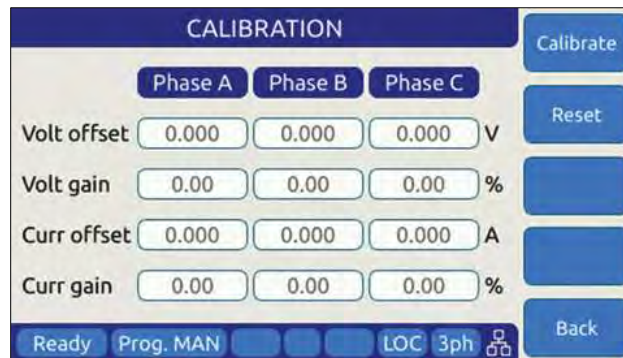 CALIBRATION
Calibrate
Phase A Phase B Phase C
Reset
Volt offset 0.000 0.000 0.000 V
Volt gain 0.00 0.00 0.00 %
Curr offset 0.000 0.000 0.000 A
Curr gain 0.00 0.00 0.00 %
Back
Ready Prog. MAN LOC 3ph